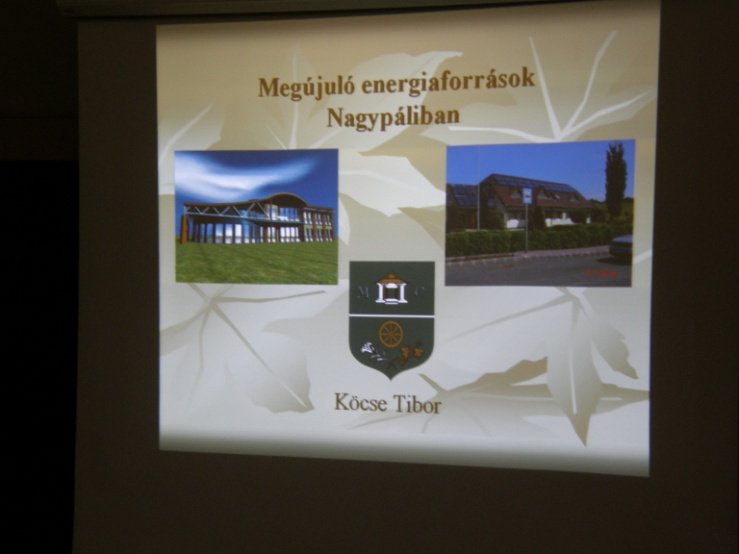 Megújuló energiaforrások
Nagypáliban
M C
Köcse Tibor